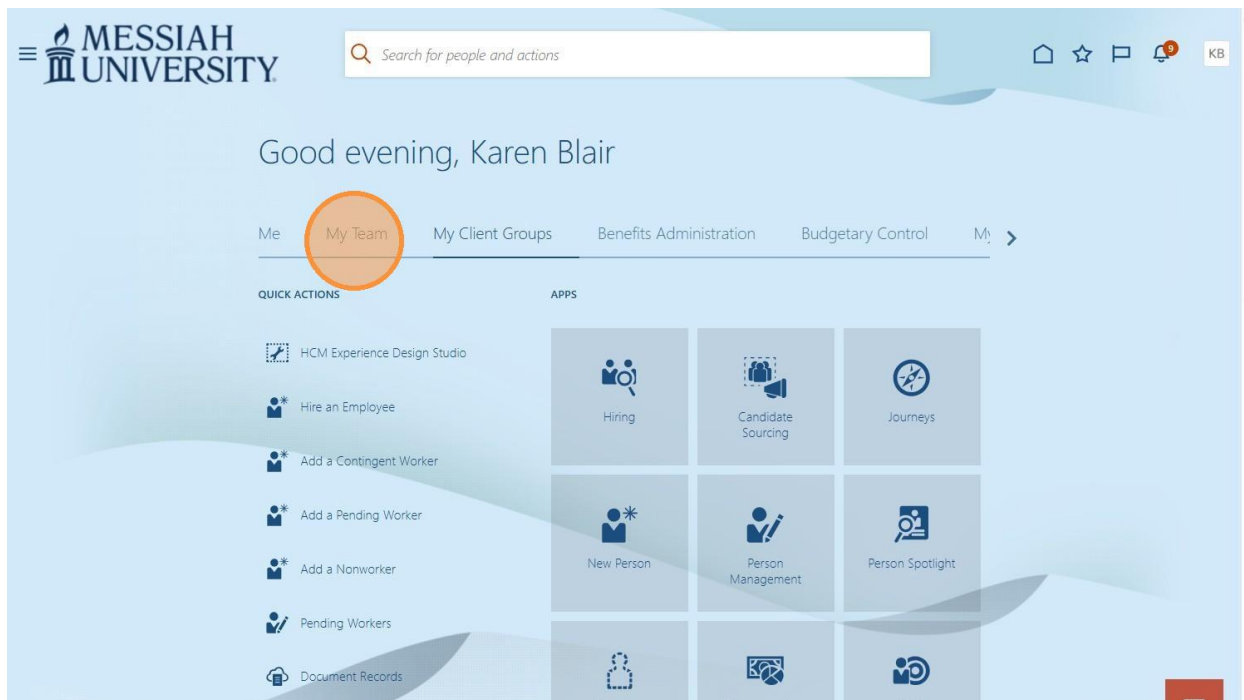 MESSIAH
UNIVERSITY
Search for people and actions
9
KB
Good evening, Karen Blair
Me My Team My Client Groups Benefits Administration Budgetary Control My
QUICK ACTIONS
APPS
HCM Experience Design Studio
Hire an Employee
Add a Contingent Worker
Add a Pending Worker
Add a Nonworker
Pending Workers
Document Records
Hiring
Candidate
Sourcing
Journeys
New Person
Person
Management
Person Spotlight